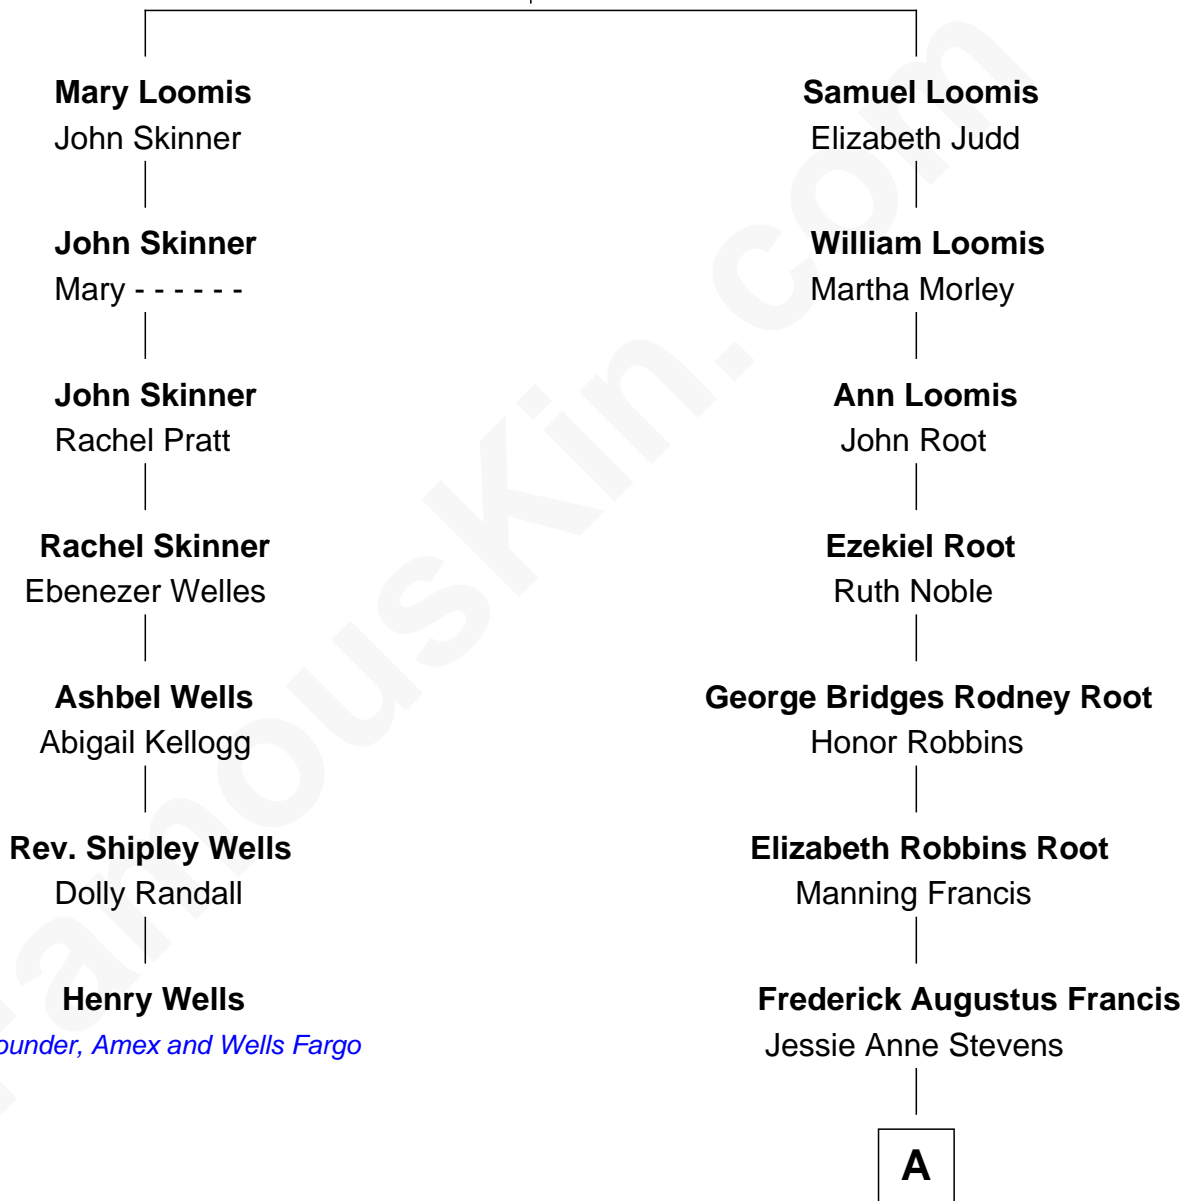 Mary Loomis
John Skinner
John Skinner
Mary - - - - - -
John Skinner
Rachel Pratt
Rachel Skinner
Ebenezer Welles
Ashbel Wells
Abigail Kellogg
Rev. Shipley Wells
Dolly Randall
Henry Wells
ounder, Amex and Wells Fargo
Samuel Loomis
Elizabeth Judd
William Loomis
Martha Morley
Ann Loomis
John Root
Ezekiel Root
Ruth Noble
George Bridges Rodney Root
Honor Robbins
Elizabeth Robbins Root
Manning Francis
Frederick Augustus Francis
Jessie Anne Stevens
A
FamousKin.com